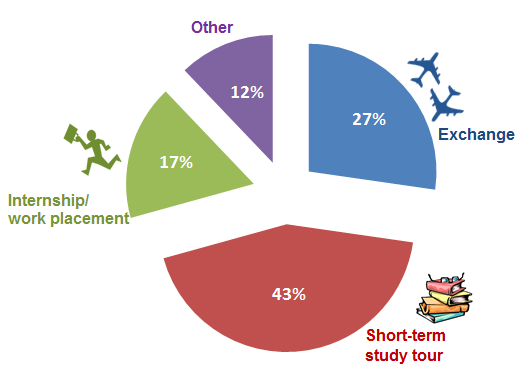 Other
12%
27%
Exchange
17%
Internship/
work placement
43%
Short-term
study tour